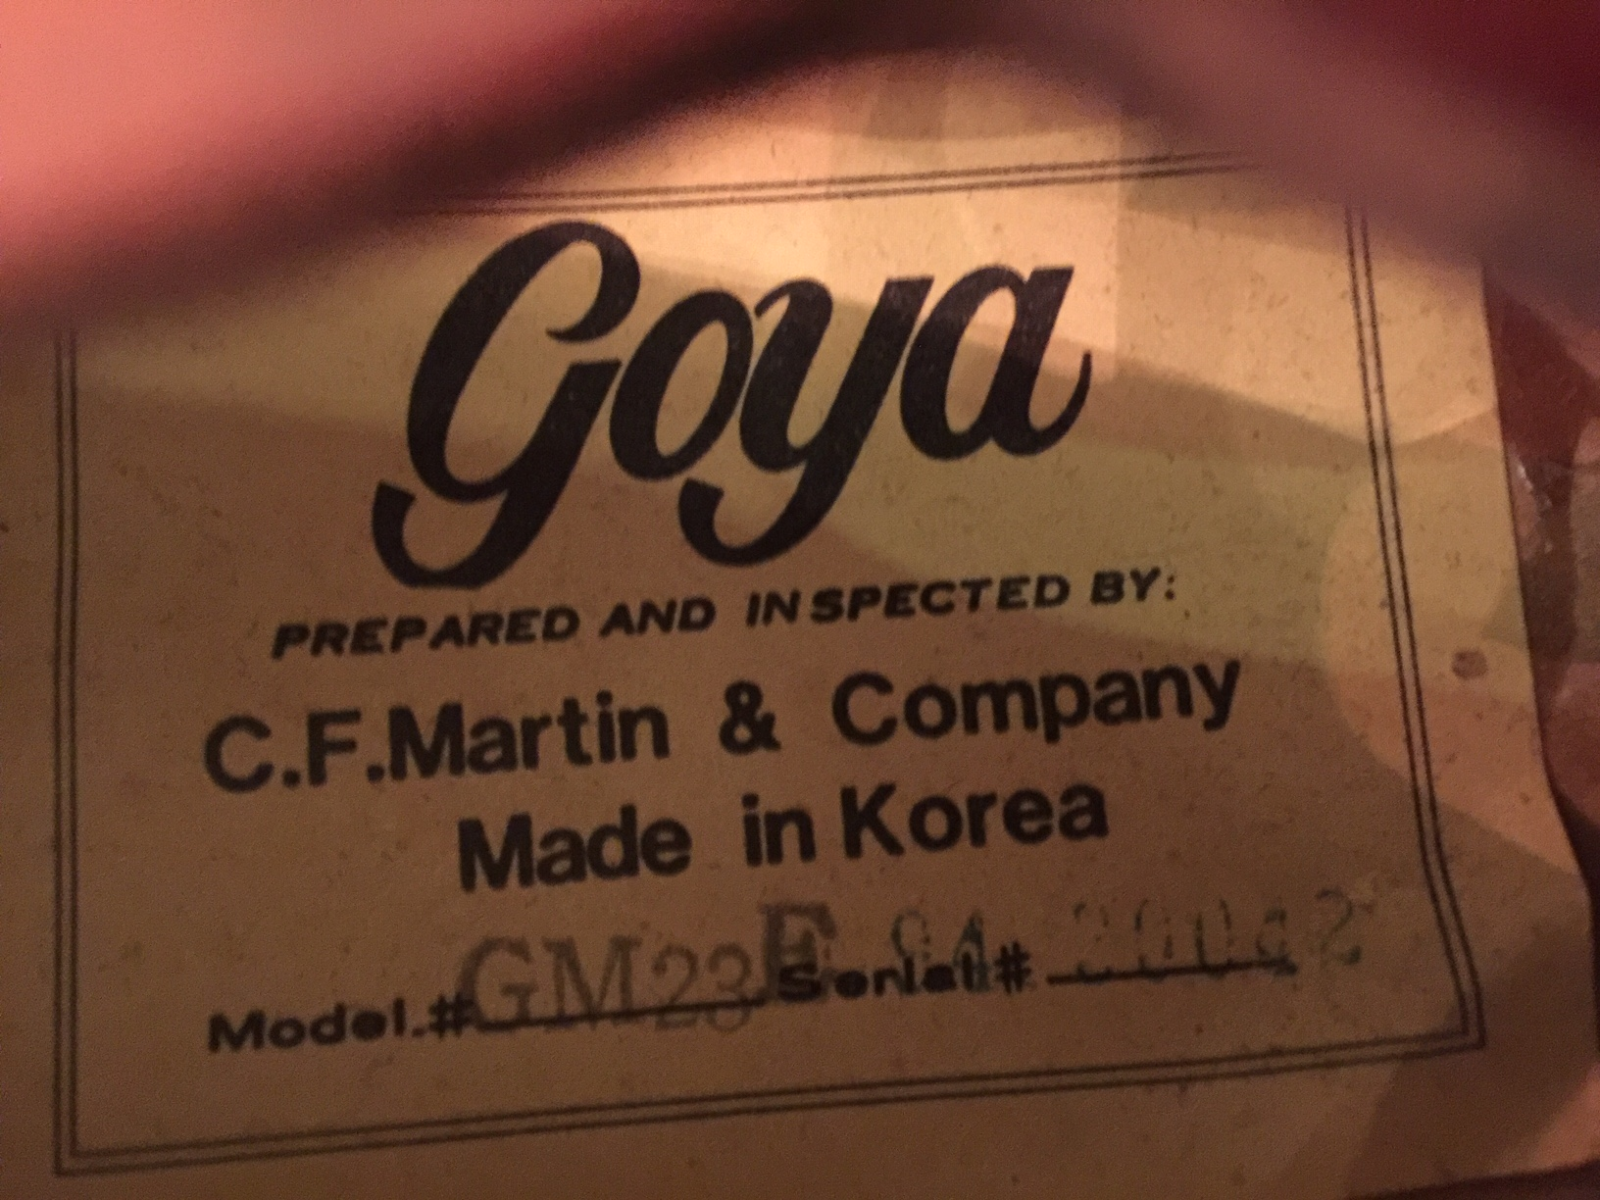 Goya
PREPARED AND INSPECTED BY:
C.F.Martin & Company
Made in Korea
Model.# GM23E Serial#